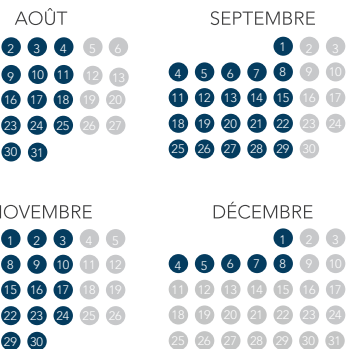 AOÛT
2 3 4 5 6
9 10 11 12 13
16 17 18 19 20
23 24 25 26 27
30 31
SEPTEMBRE
1 2 3
4 5 6 7 8 9 10
11 12 13 14 15 16 17
18 19 20 21 22 23 24
25 26 27 28 29 30
NOVEMBRE
1 2 3 4 5
8 9 10 11 12
15 16 17 18 19
22 23 24 25 26
29 30
DÉCEMBRE
1 2 3
4 5 6 7 8 9 10
11 12 13 14 15 16 17
18 19 20 21 22 23 24
25 26 27 28 29 30 31